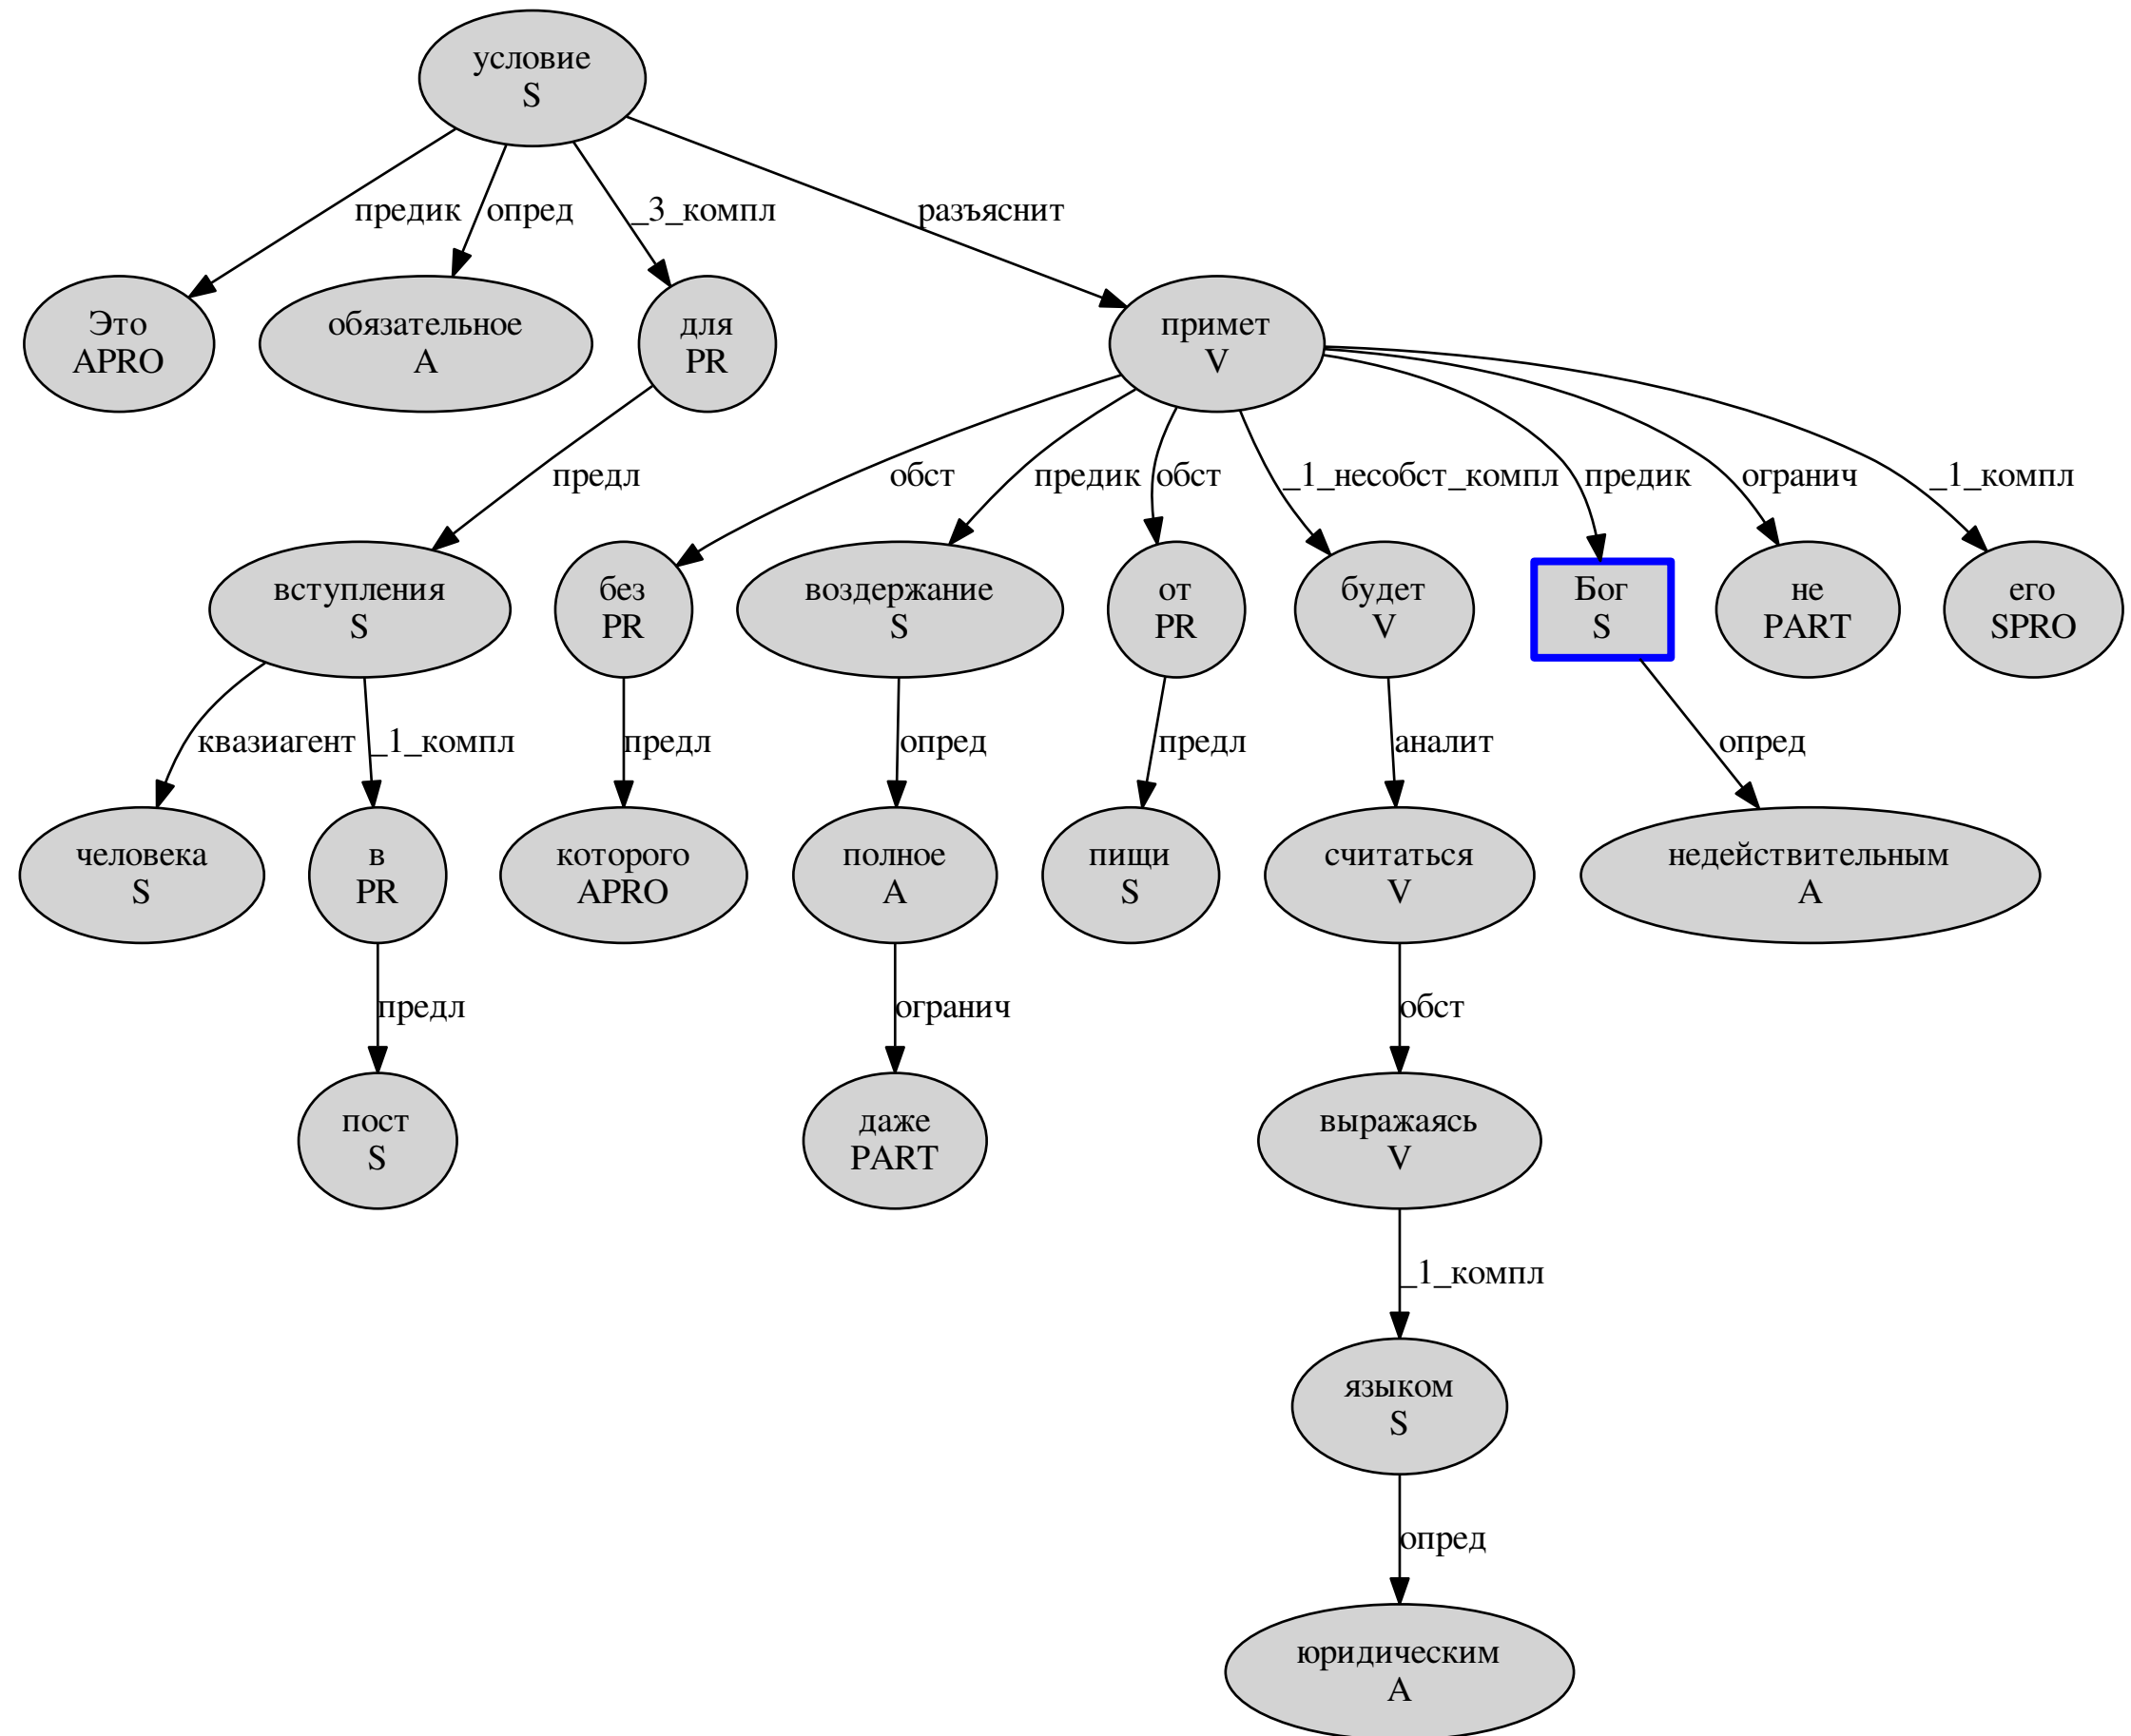 условие
S
предик
опред
_3_компл
разъяснит
Это
APRO
обязательное
A
для
PR
примет
V
предл
обст
предик
обст
_1_несобст_компл
предик
огранич
_1_компл
вступления
S
без
PR
воздержание
S
от
PR
будет
V
Бог
S
не
PART
его
SPRO
квазиагент
_1_компл
предл
опред
предл
аналит
опред
человека
S
в
PR
которого
APRO
полное
A
пищи
S
считаться
V
недействительным
A
предл
огранич
обст
пост
S
даже
PART
выражаясь
V
_1_компл
языком
S
опред
юридическим
A